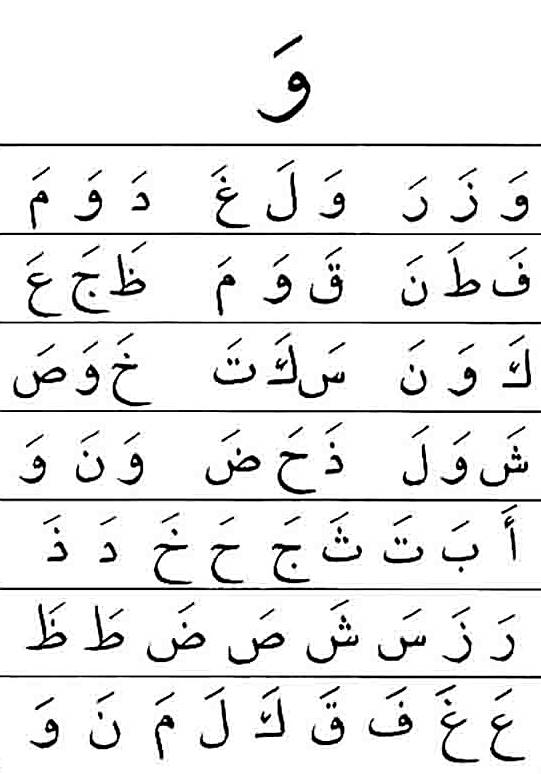 وَ
وَ زَ رَ وَ لَ غَ دَ وَ مَ
فَ طَ نَ قَ وَ مَ ظَ جَ عَ
كَ وَ نَ سَ كَ تَ خَ وَ صَ
شَ وَ لَ ذَ حَ ضَ وَ نَ وَ
أَ بَ تَ ثَ جَ حَ خَ دَ ذَ
رَ زَ سَ شَ صَ ضَ طَ ظَ
عَ غَ فَ قَ كَ لَ مَ نَ وَ